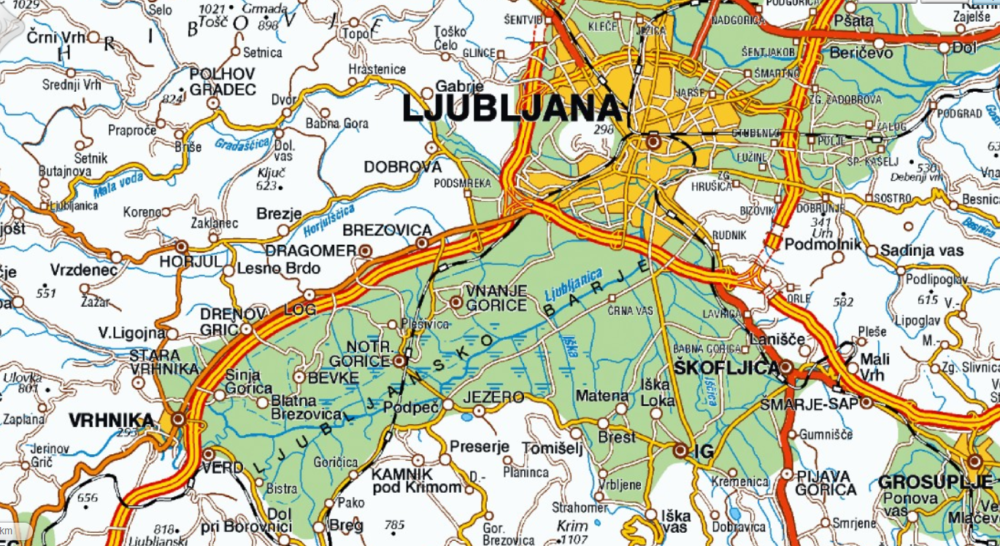 1029
Selo
1021
Tošč
Grmada
898
Črni Vrh
H R I B O V J E
Topol
Toško
Čelo
Setnica
Srednji Vrh
POLHOV
GRADEC
824
Hrastenice
Gabrje
Dvor
Babna Gora
Praproče
Briše
Gradaščica
Dol.
vas
Setnik
Butajnova
Mala voda
Ključ
623
DOBROVA
PODSMREKA
Ljubljanica
Koreno
Zaklanec
Brezje
Horjulščica
BREZOVICA
DRAGOMER
HORJUL
Lesno Brdo
Vrzdenec
551
Žažar
LOG
DRENOV
GRIČ
V.Ligojna
STARA
VRHNIKA
Ulovka
801
Zaplana
VRHNIKA
293
Jerinov
Grič
Sinja
Gorica
Blatna
Brezovica
BEVKE
VERD
Bistra
656
818
Ljubljanski
Dol
pri Borovnici
Pako
Breg
785
Goričica
VNANJE
GORICE
Plešivica
NOTR.
GORICE
LJUBLJANSKO BARJE
Ljubljanica
Podpeč
JEZERO
Preserje
KAMNIK
pod Krimom
D.-
Planinca
Gor.
Brezovica
Tomišelj
Matena
Brest
Vrbljene
Strahomer
Krim
1107
Iška
Loka
Iška
Iščica
IG
Iška
vas
Kremenica
Dobravica
ŠENTVID
KLEČE
JEŽICA
GLINCE
LJUBLJANA
298
JARŠE
NADGORICA
PODGORICA
ŠENTJAKOB
ŠMARTNO
Pšata
Beričevo
Zajelše
Dol
ZG. ZADOBROVA
PODGRAD
ZALOG
STUDENEC
POLJE
SP. KAŠELJ
FUŽINE
530
Debenji vrh
ZG.
HRUŠICA
SOSTRO
Besnica
BIZOVIK
DOBRUNJE
341
Urh
RUDNIK
Podmolnik
Sadinja vas
Podlipoglav
615
V.-
Lipoglav
M.-
ORLE
582
ČRNA VAS
LAVRICA
BABNA GORICA
Lanišče
Pleše
Mali
Vrh
Zg. Slivnica
ŠKOFLJICA
ŠMARJE-SAP
Gumnišče
PIJAVA
GORICA
GROSUPLJE
Ponova
vas
Smrjene
km